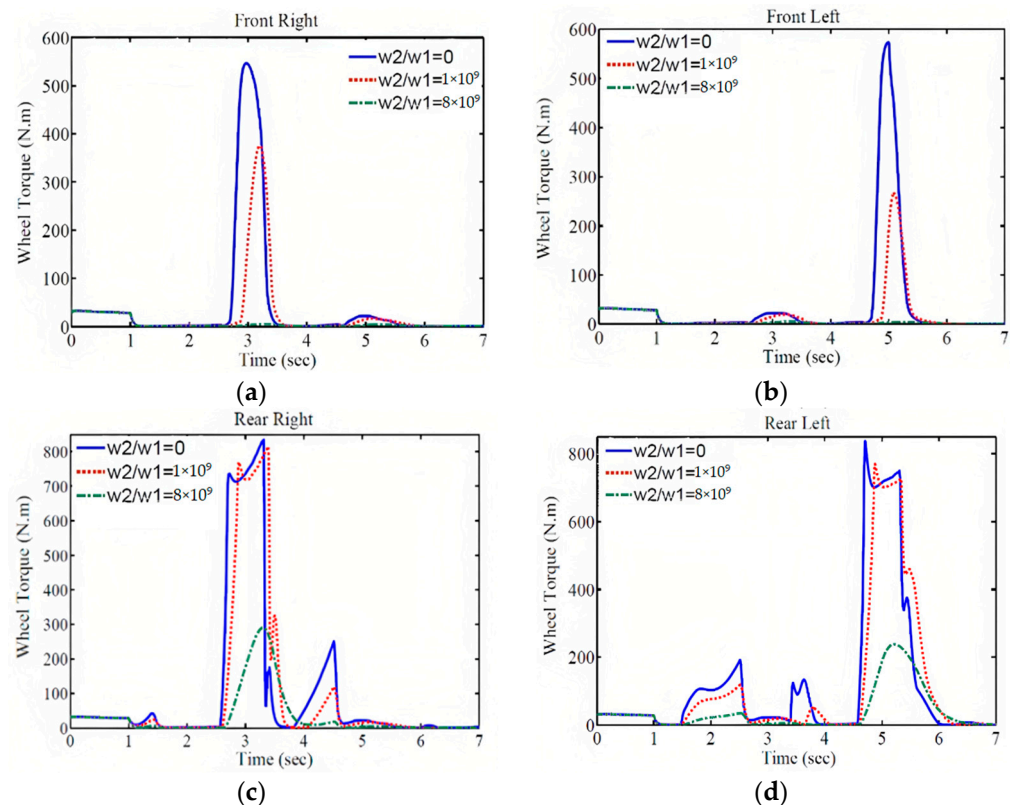 Front Right
600
500
400
300
200
100
0
Wheel Torque (N.m)
w2/w1=0
w2/w1=1×10⁹
w2/w1=8×10⁹
0 1 2 3 4 5 6 7
Time (sec)
(a)
Front Left
600
500
400
300
200
100
0
Wheel Torque (N.m)
w2/w1=0
w2/w1=1×10⁹
w2/w1=8×10⁹
0 1 2 3 4 5 6 7
Time (sec)
(b)
Rear Right
800
700
600
500
400
300
200
100
0
Wheel Torque (N.m)
w2/w1=0
w2/w1=1×10⁹
w2/w1=8×10⁹
0 1 2 3 4 5 6 7
Time (sec)
(c)
Rear Left
800
600
400
200
0
Wheel Torque (N.m)
w2/w1=0
w2/w1=1×10⁹
w2/w1=8×10⁹
0 1 2 3 4 5 6 7
Time (sec)
(d)